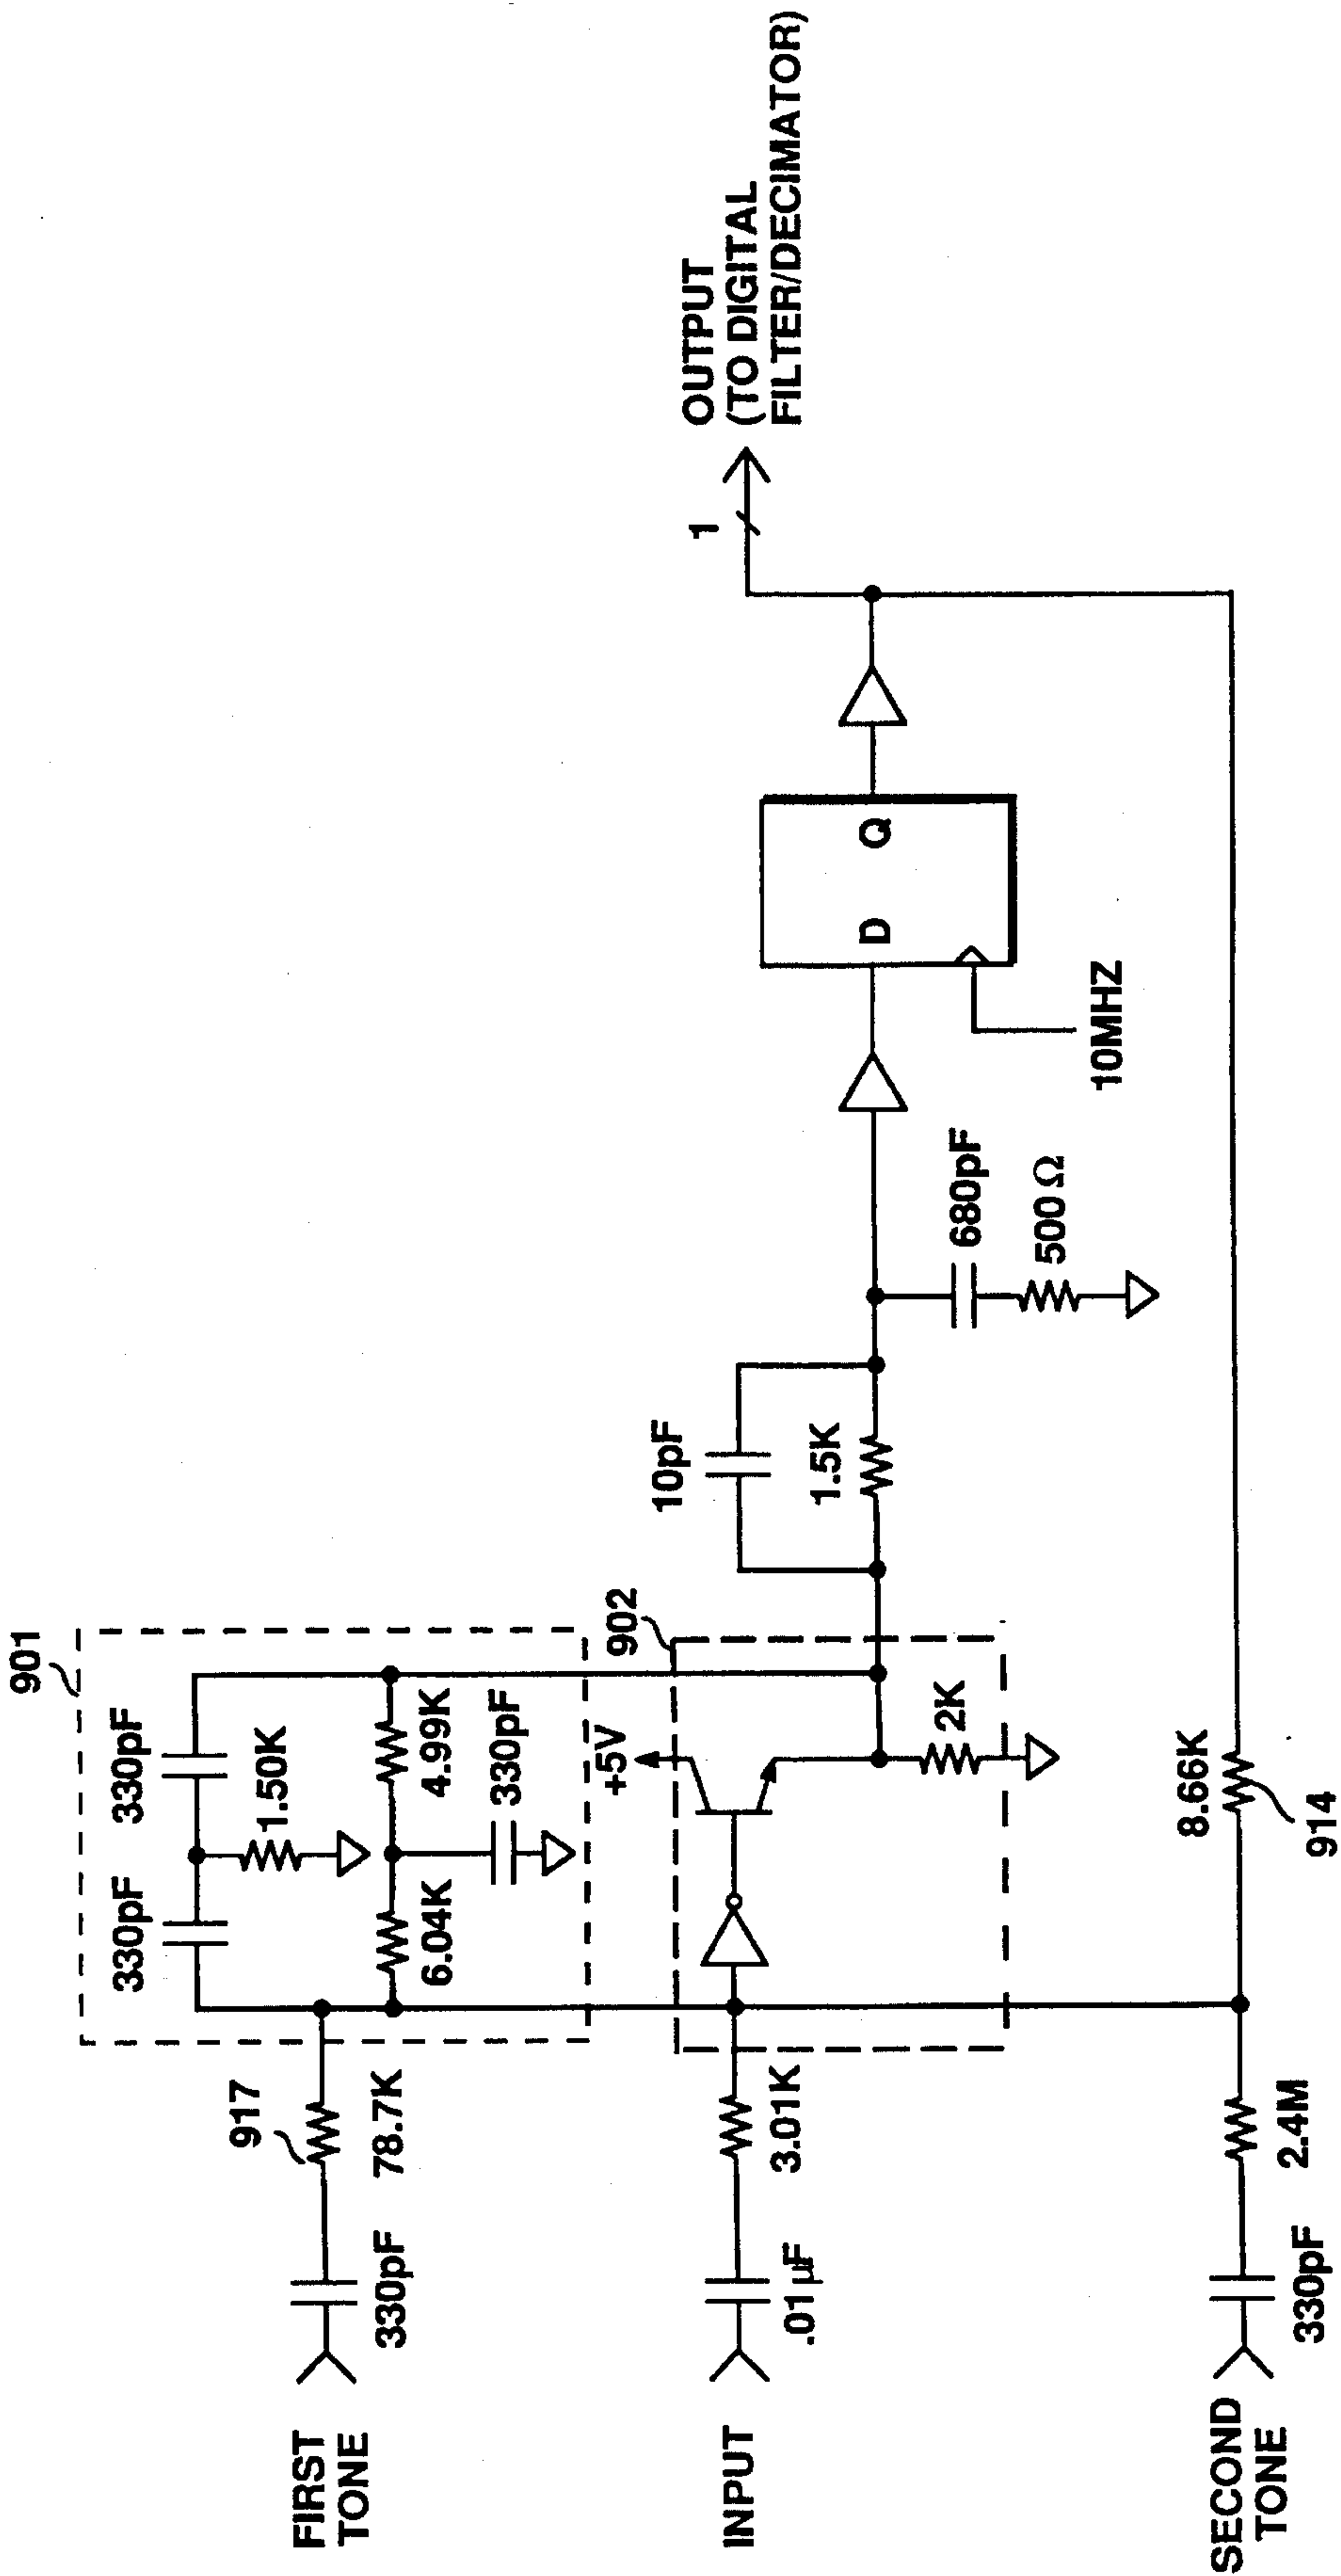 901
330pF
330pF
1.50K
917
6.04K
4.99K
330pF
FIRST
TONE
330pF
78.7K
902
+5V
10pF
1.5K
2K
INPUT
.01µF
3.01K
680pF
500Ω
D
Q
10MHZ
1
OUTPUT
(TO DIGITAL
FILTER/DECIMATOR)
8.66K
914
SECOND
TONE
330pF
2.4M